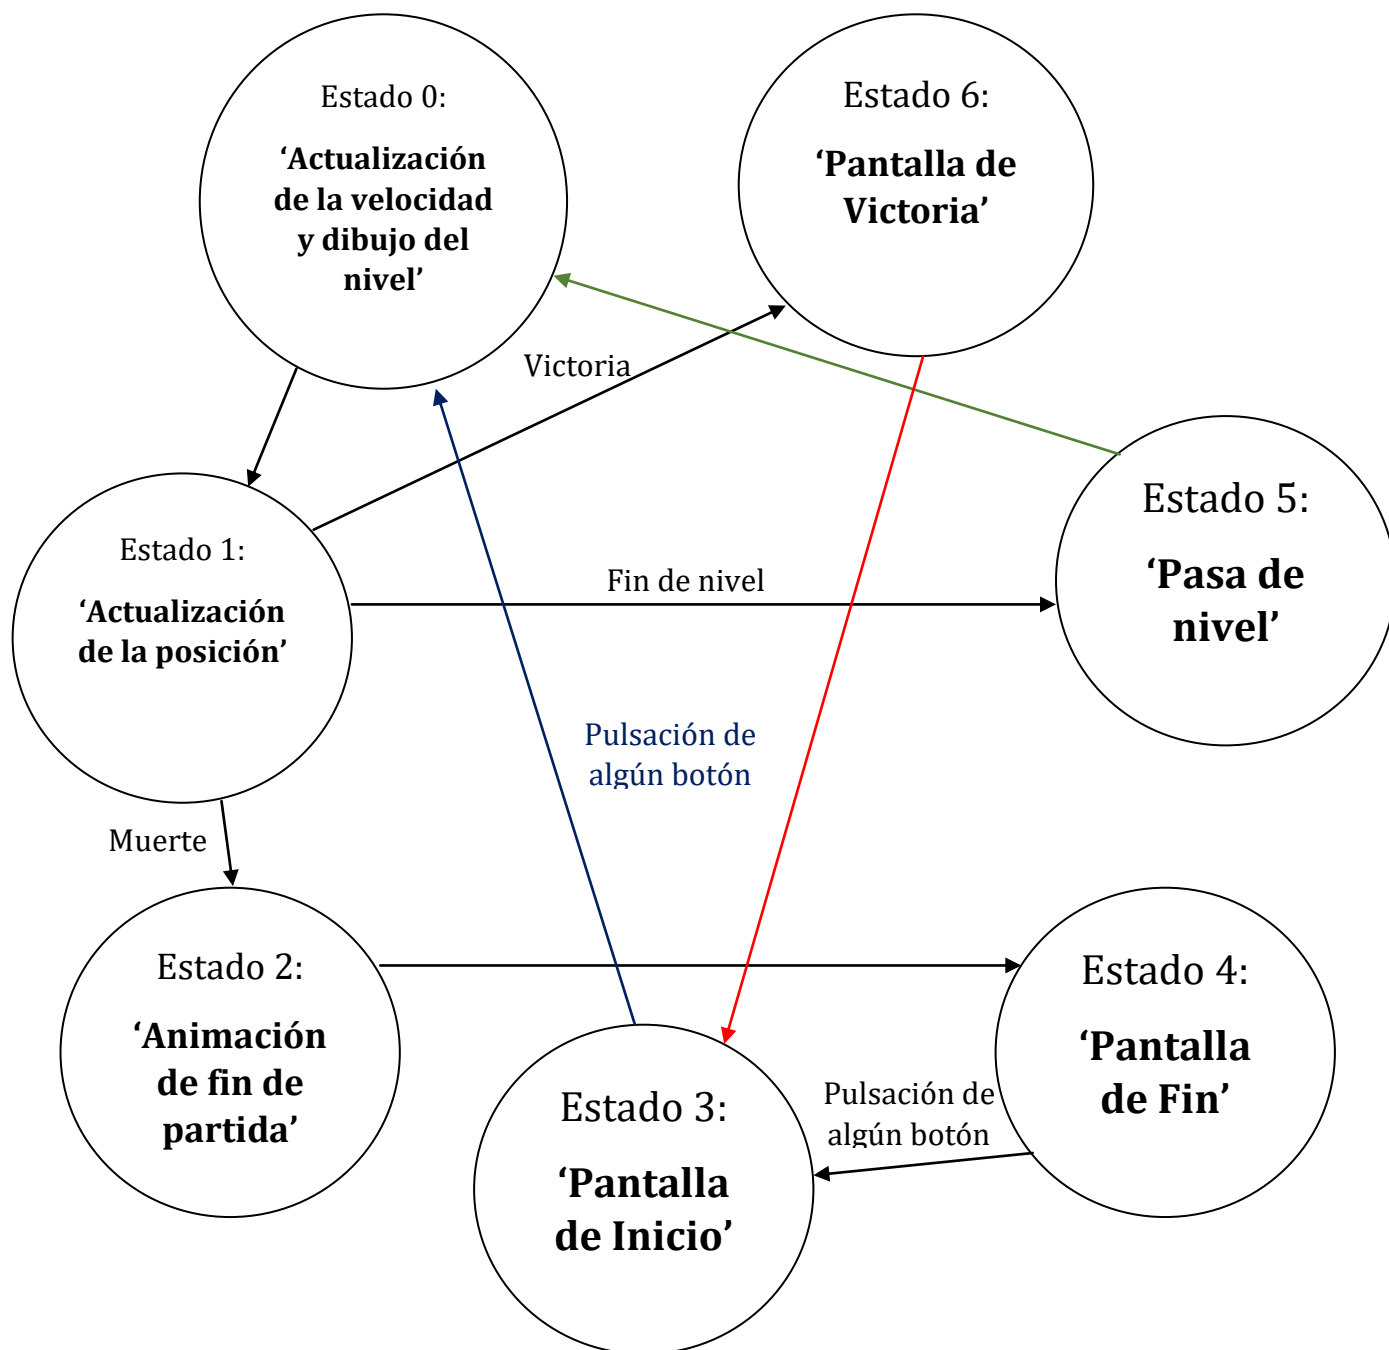 Estado 0:
‘Actualización
de la velocidad
y dibujo del
nivel’
Estado 6:
‘Pantalla de
Victoria’
Victoria
Estado 1:
‘Actualización
de la posición’
Fin de nivel
Estado 5:
‘Pasa de
nivel’
Pulsación de
algún botón
Muerte
Estado 2:
‘Animación
de fin de
partida’
Estado 3:
‘Pantalla
de Inicio’
Pulsación de
algún botón
Estado 4:
‘Pantalla
de Fin’